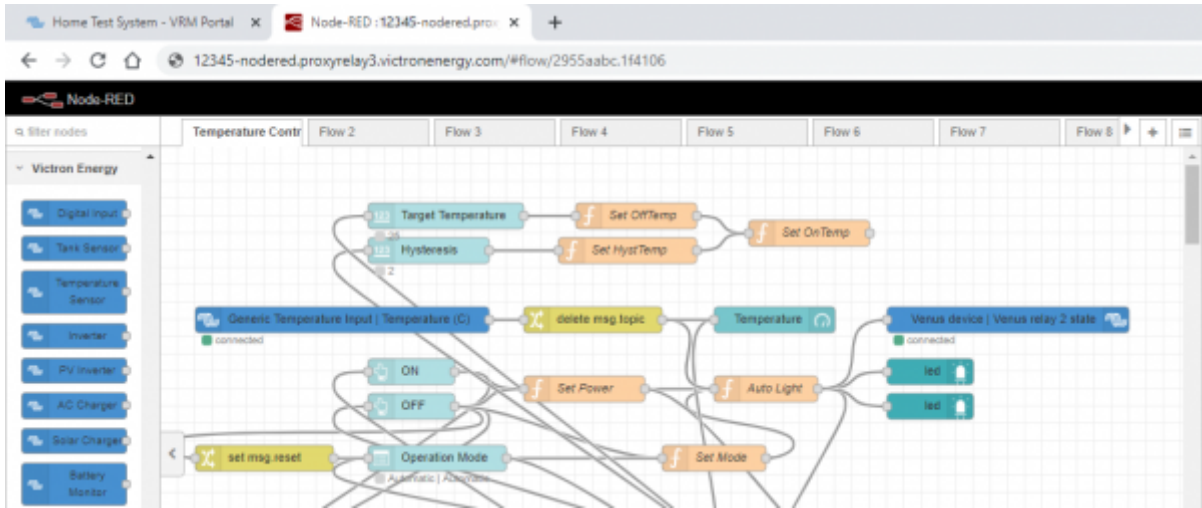 Home Test System - VRM Portal
Node-RED : 12345-nodered.prox
12345-nodered.proxyrelay3.victronenergy.com/#flow/2955aabc.1f4106
Node-RED
filter nodes
Temperature Contr
Flow 2
Flow 3
Flow 4
Flow 5
Flow 6
Flow 7
Flow 8
Victron Energy
Digital Input
Tank Sensor
Temperature
Sensor
Inverter
PV Inverter
AC Charger
Solar Charger
Battery
Monitor
Target Temperature
Set OffTemp
Set OnTemp
Hysteresis
Set HystTemp
2
Generic Temperature Input | Temperature (C)
delete msg.topic
Temperature
Venus device | Venus relay 2 state
connected
connected
ON
Set Power
Auto Light
led
OFF
led
set msg.reset
Operation Mode
Set Mode
Automatic | Automatic